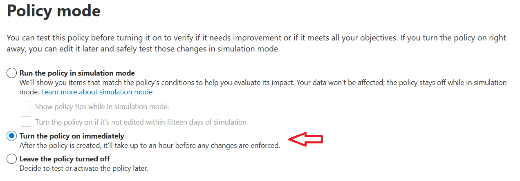 Policy mode
You can test this policy before turning it on to verify if it needs improvement or if it meets all your objectives. If you turn the policy on right
away, you can edit it later and safely test those changes in simulation mode.
Run the policy in simulation mode
We'll show you items that match the policy's conditions to help you evaluate its impact. Your data won't be affected; the policy stays off while in simulation
mode. Learn more about simulation mode
Show policy tips while in simulation mode.
Turn the policy on if it's not edited within fifteen days of simulation
Turn the policy on immediately
After the policy is created, it'll take up to an hour before any changes are enforced.
Leave the policy turned off
Decide to test or activate the policy later.